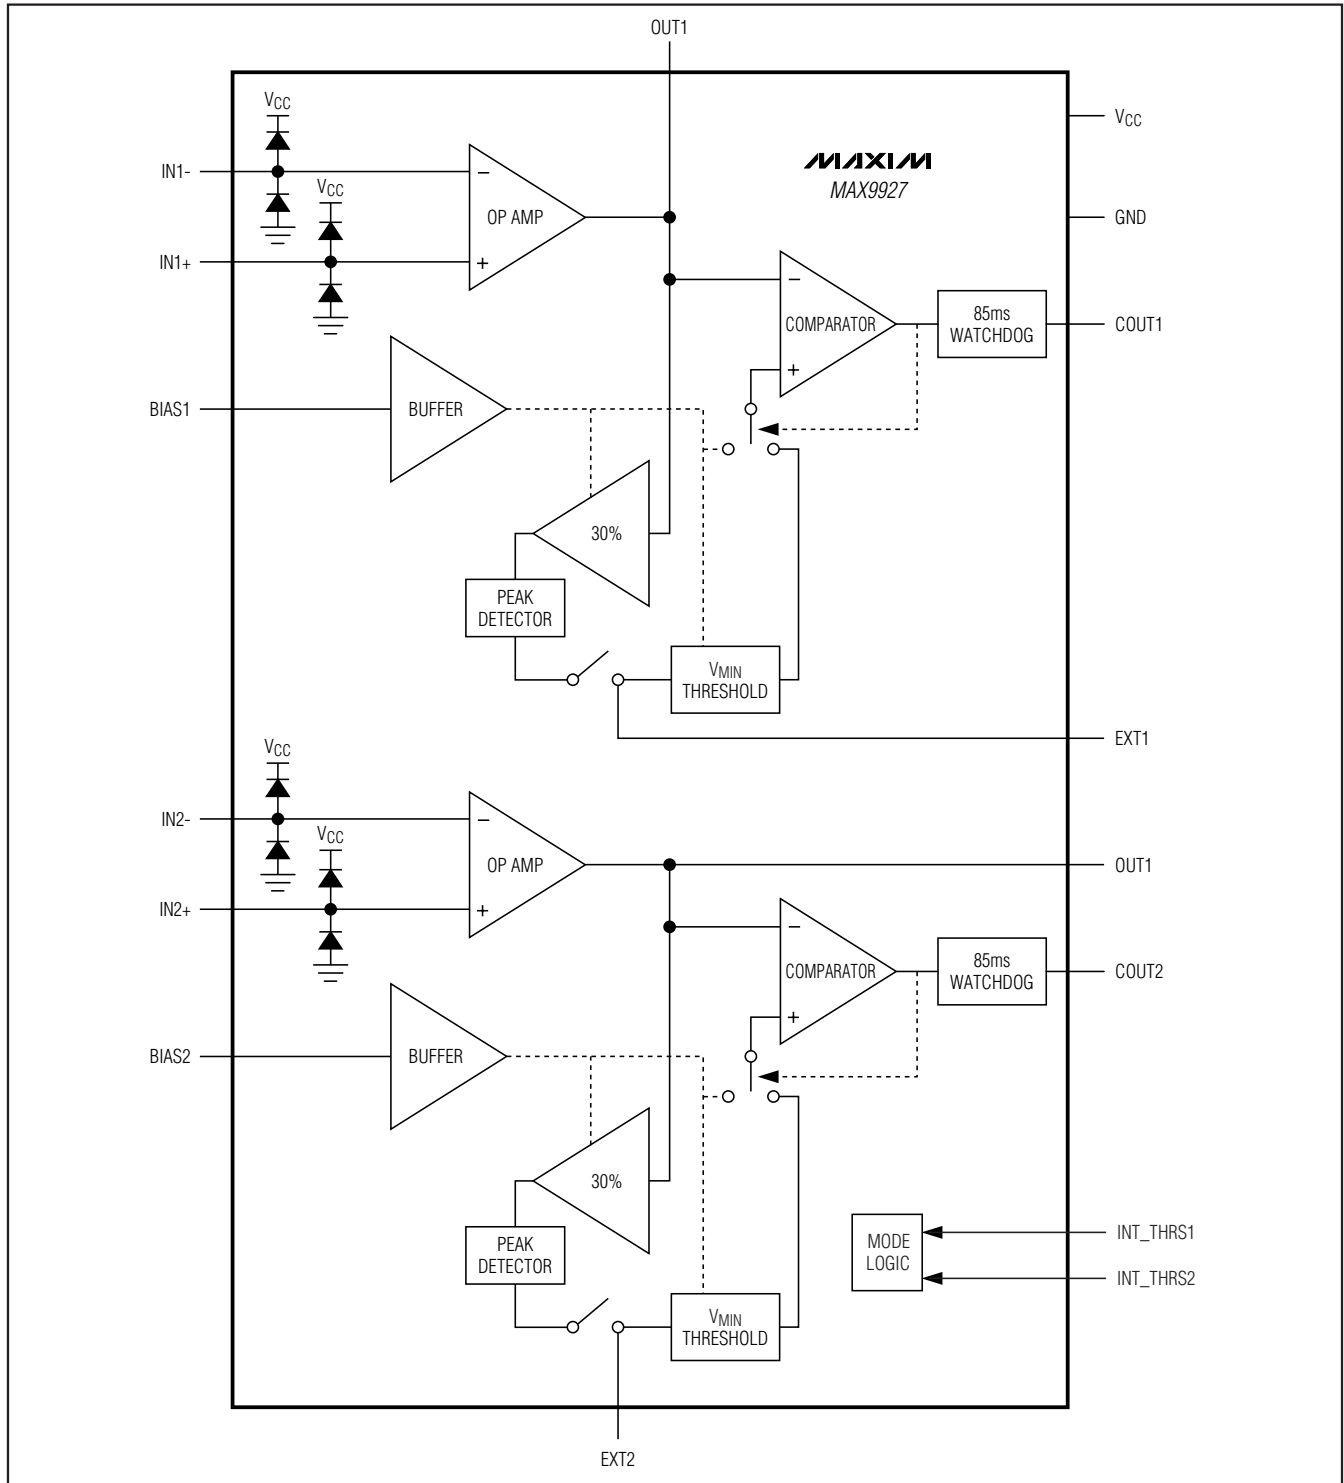 OUT1
VCC
VCC
MAXIM
MAX9927
IN1-
VCC
−
OP AMP
GND
IN1+
+
−
COMPARATOR
85ms
WATCHDOG
COUT1
+
BIAS1
BUFFER
30%
PEAK
DETECTOR
VMIN
THRESHOLD
EXT1
VCC
IN2-
−
VCC
OP AMP
OUT1
IN2+
+
−
COMPARATOR
85ms
WATCHDOG
COUT2
+
BIAS2
BUFFER
30%
PEAK
DETECTOR
MODE
LOGIC
INT_THRS1
INT_THRS2
VMIN
THRESHOLD
EXT2